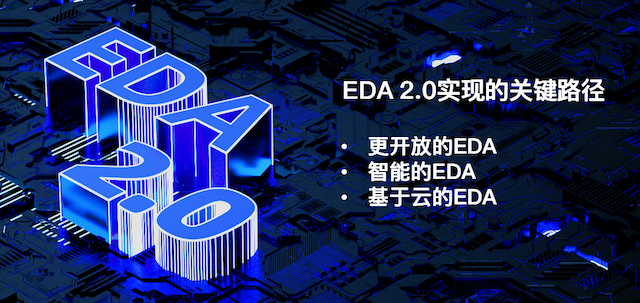 EDA
2.0
EDA 2.0实现的关键路径
• 更开放的EDA
• 智能的EDA
• 基于云的EDA